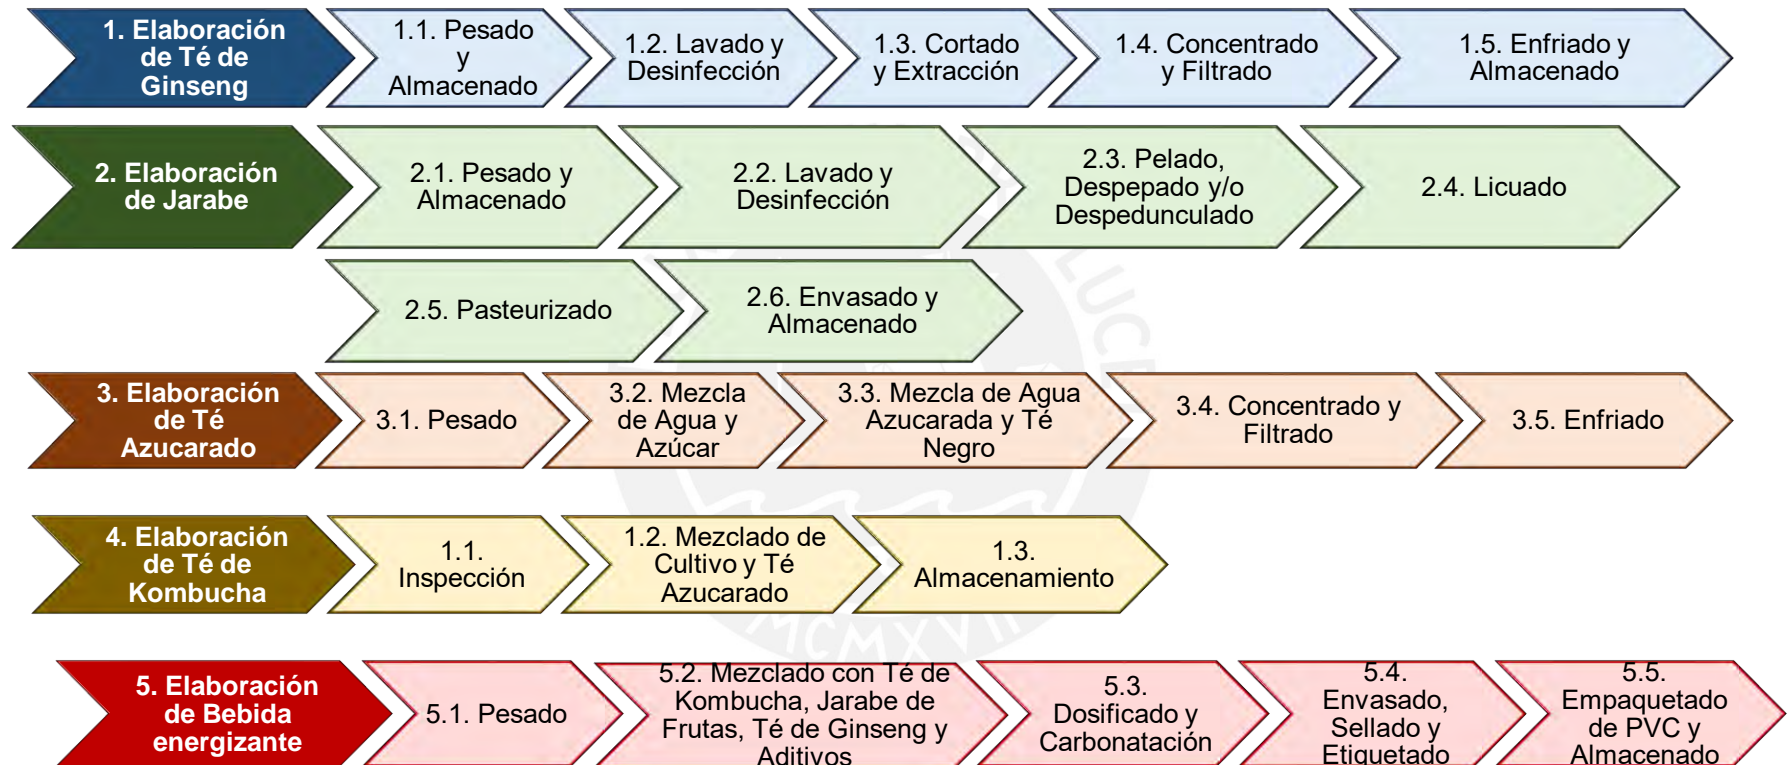 1. Elaboración
de Té de
Ginseng
1.1. Pesado
y
Almacenado
1.2. Lavado y
Desinfección
1.3. Cortado
y Extracción
1.4. Concentrado
y Filtrado
1.5. Enfriado y
Almacenado
2. Elaboración
de Jarabe
2.1. Pesado y
Almacenado
2.2. Lavado y
Desinfección
2.3. Pelado,
Despepado y/o
Despedunculado
2.4. Licuado
2.5. Pasteurizado
2.6. Envasado y
Almacenado
3. Elaboración
de Té
Azucarado
3.1. Pesado
3.2. Mezcla
de Agua y
Azúcar
3.3. Mezcla de Agua
Azucarada y Té
Negro
3.4. Concentrado y
Filtrado
3.5. Enfriado
4. Elaboración
de Té de
Kombucha
1.1.
Inspección
1.2. Mezclado de
Cultivo y Té
Azucarado
1.3.
Almacenamiento
5. Elaboración
de Bebida
energizante
5.1. Pesado
5.2. Mezclado con Té de
Kombucha, Jarabe de
Frutas, Té de Ginseng y
Aditivos
5.3.
Dosificado y
Carbonatación
5.4.
Envasado,
Sellado y
Etiquetado
5.5.
Empaquetado
de PVC y
Almacenado
MCMXVII